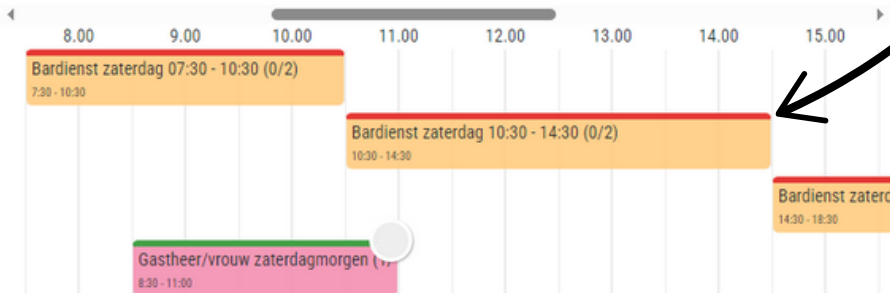 8.00 9.00 10.00 11.00 12.00 13.00 14.00 15.00
Bardienst zaterdag 07:30 - 10:30 (0/2)
7:30 - 10:30
Bardienst zaterdag 10:30 - 14:30 (0/2)
10:30 - 14:30
Bardienst
14:30 - 18:30
Gastheer/vrouw zaterdagmorgen
8:30 - 11:00